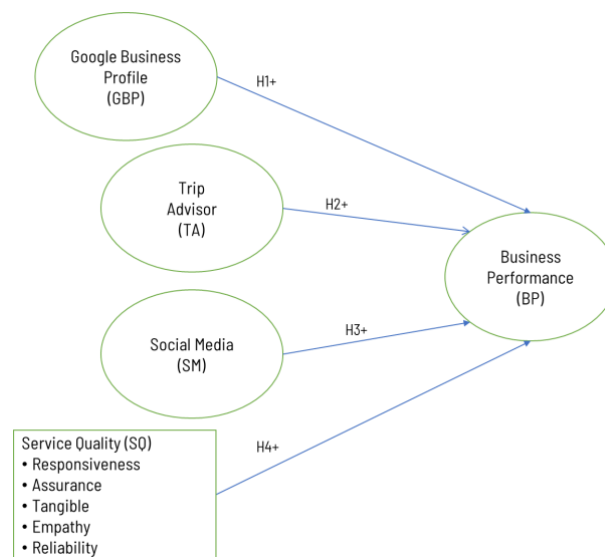 Google Business
Profile
(GBP)
H1+
Trip
Advisor
(TA)
H2+
Business
Performance
(BP)
Social Media
(SM)
H3+
Service Quality (SQ)
• Responsiveness
• Assurance
• Tangible
• Empathy
• Reliability
H4+